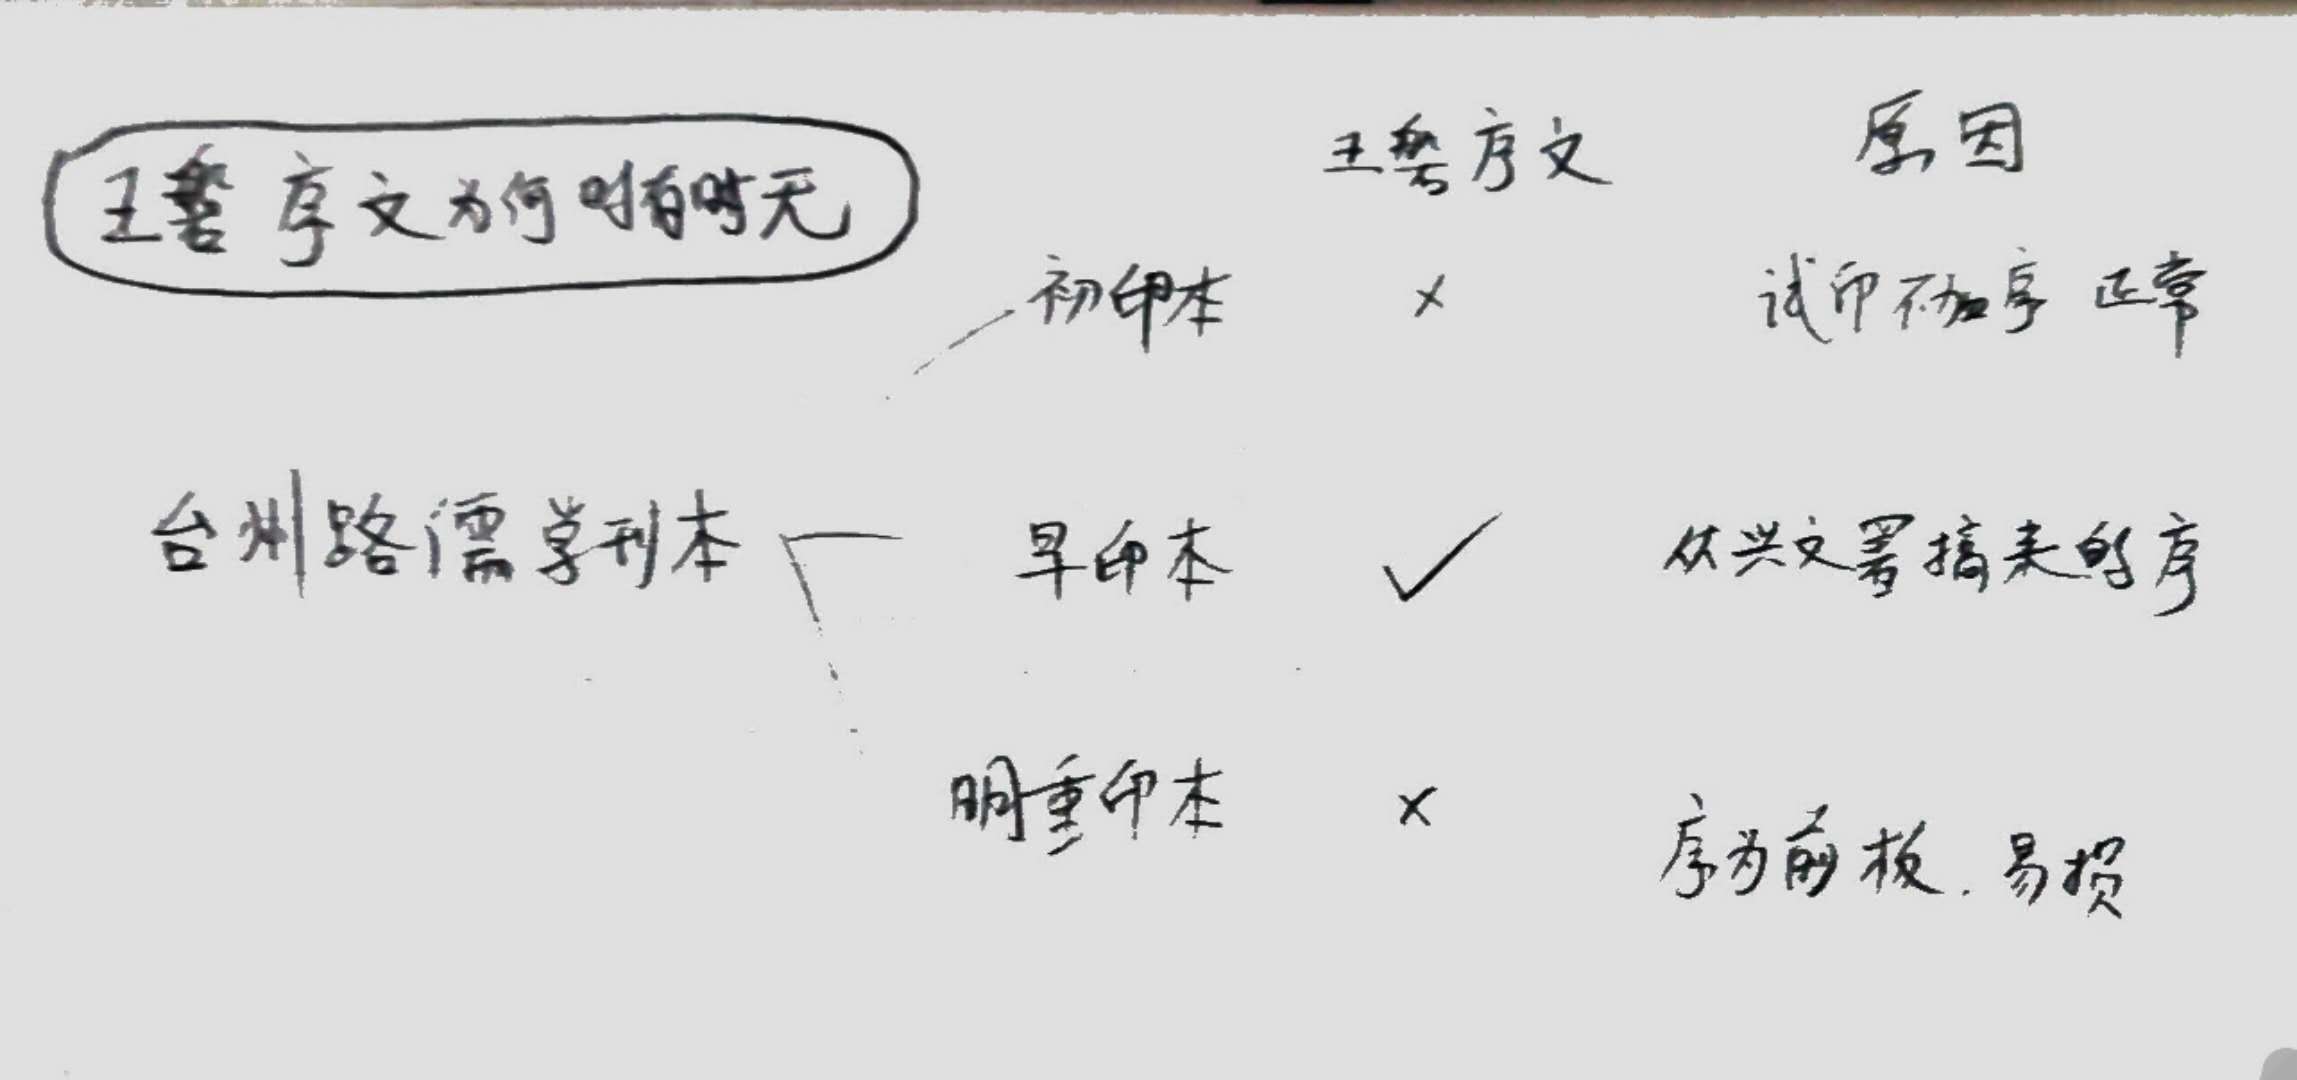 王磐序文为何时有时无
王磐序文 原因
初印本 × 试印不加序 正常
台州路儒学刊本 早印本 ✓ 从兴文署搞来的序
明重印本 × 序为前板.易损